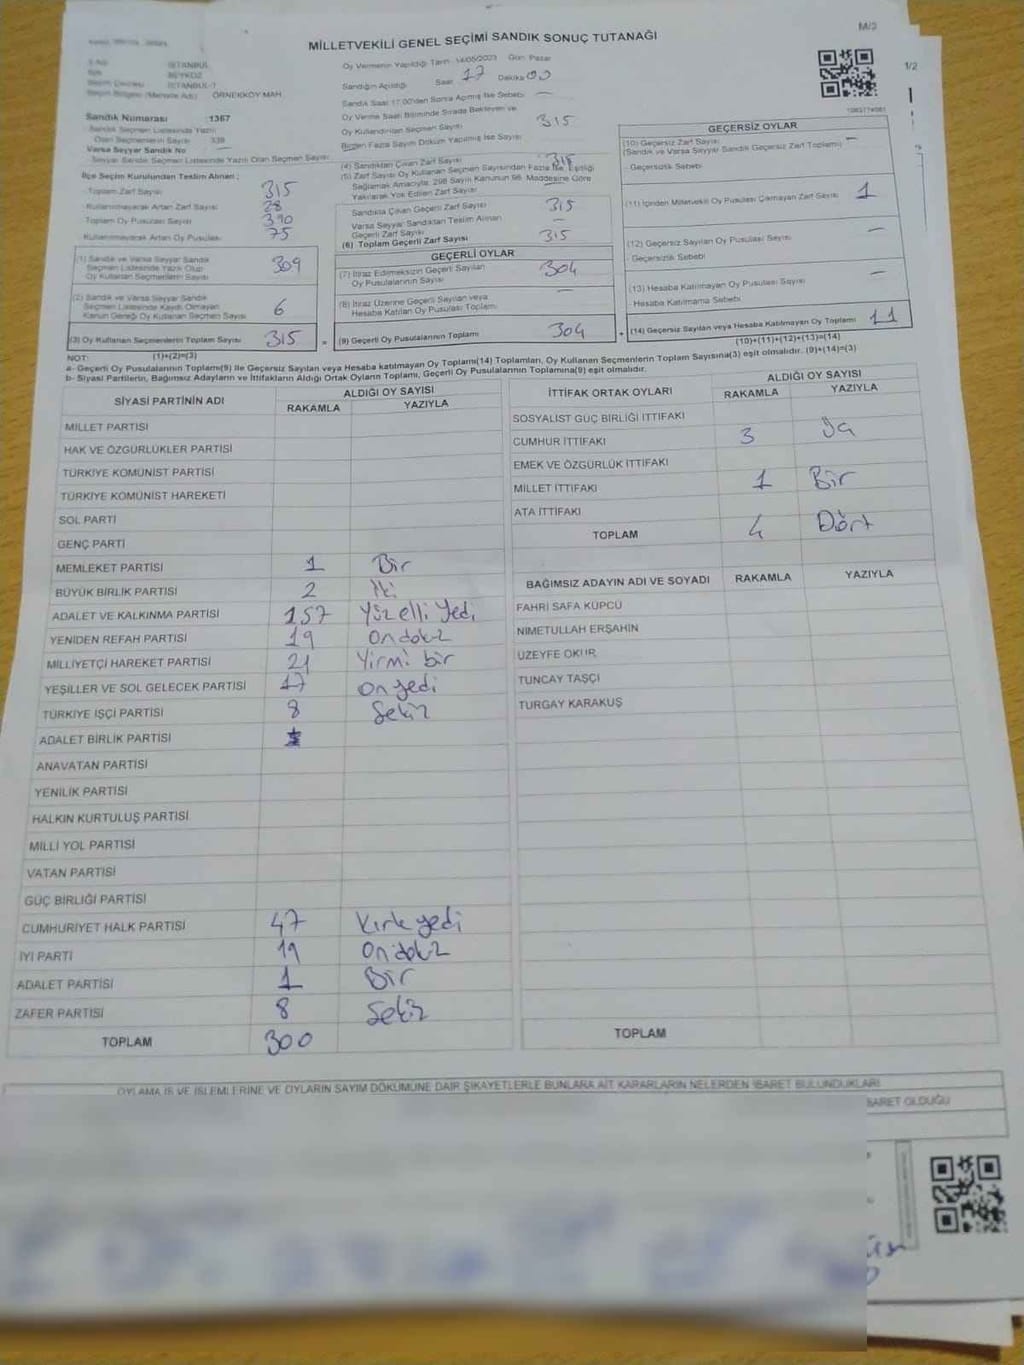 M/3
MİLLETVEKİLİ GENEL SEÇİMİ SANDIK SONUÇ TUTANAĞI
1/2
İSTANBUL
BEYKOZ
İSTANBUL-1
ÖRNEKKÖY MAH.
Sandık Numarası : 1367
Sandık Seçmen Listesinde Yazılı
Olan Seçmenlerin Sayısı 339
Varsa Seyyar Sandık No
Seyyar Sandık Seçmen Listesinde Yazılı Olan Seçmen Sayısı:
İlçe Seçim Kurulundan Teslim Alınan ;
Toplam Zarf Sayısı 315
Kullanılmayarak Artan Zarf Sayısı 28
Toplam Oy Pusulası Sayısı 390
Kullanılmayarak Artan Oy Pusulası 75
(1) Sandık ve Varsa Seyyar Sandık
Seçmen Listesinde Yazılı Olup
Oy Kullanan Seçmenlerin Sayısı 309
(2) Sandık ve Varsa Seyyar Sandık
Seçmen Listesinde Kaydı Olmayan
Kanun Gereği Oy Kullanan Seçmen Sayısı 6
(3) Oy Kullanan Seçmenlerin Toplam Sayısı 315
(1)+(2)=(3)
Oy Vermenin Yapıldığı Tarih 14/05/2023 Gün Pazar
Sandığın Açıldığı Saat 17 Dakika 00
Sandık Saat 17:00'den Sonra Açılmış İse Sebebi —
Oy Verme Saati Bitiminde Sırada Bekleyen ve
Oy Kullandırılan Seçmen Sayısı 315
Birden Fazla Sayım Döküm Yapılmış İse Sayısı
(4) Sandıktan Çıkan Zarf Sayısı 315
(5) Zarf Sayısı Oy Kullanan Seçmen Sayısından Fazla İse, Eşitliği
Sağlamak Amacıyla, 298 Sayılı Kanunun 98. Maddesine Göre
Yakılarak Yok Edilen Zarf Sayısı
Sandıkta Çıkan Geçerli Zarf Sayısı 315
Varsa Seyyar Sandıktan Teslim Alınan
Geçerli Zarf Sayısı —
(6) Toplam Geçerli Zarf Sayısı 315
GEÇERLİ OYLAR
(7) İtiraz Edilmeksizin Geçerli Sayılan
Oy Pusulalarının Sayısı 304
(8) İtiraz Üzerine Geçerli Sayılan veya
Hesaba Katılan Oy Pusulası Toplamı —
= (9) Geçerli Oy Pusulalarının Toplamı 304
GEÇERSİZ OYLAR
(10) Geçersiz Zarf Sayısı
(Sandık ve Varsa Seyyar Sandık Geçersiz Zarf Toplamı) —
Geçersizlik Sebebi
(11) İçinden Milletvekili Oy Pusulası Çıkmayan Zarf Sayısı 1
(12) Geçersiz Sayılan Oy Pusulası Sayısı —
- Geçersizlik Sebebi
(13) Hesaba Katılmayan Oy Pusulası Sayısı —
- Hesaba Katılmama Sebebi
+ (14) Geçersiz Sayılan veya Hesaba Katılmayan Oy Toplamı 11
(10)+(11)+(12)+(13)=(14)
NOT:
a- Geçerli Oy Pusulalarının Toplamı(9) ile Geçersiz Sayılan veya Hesaba katılmayan Oy Toplamı(14) Toplamları, Oy Kullanan Seçmenlerin Toplam Sayısına(3) eşit olmalıdır. (9)+(14)=(3)
b- Siyasi Partilerin, Bağımsız Adayların ve İttifakların Aldığı Ortak Oyların Toplamı, Geçerli Oy Pusulalarının Toplamına(9) eşit olmalıdır.
SİYASİ PARTİNİN ADI ALDIĞI OY SAYISI
RAKAMLA YAZIYLA
MİLLET PARTİSİ
HAK VE ÖZGÜRLÜKLER PARTİSİ
TÜRKİYE KOMÜNİST PARTİSİ
TÜRKİYE KOMÜNİST HAREKETİ
SOL PARTİ
GENÇ PARTİ
MEMLEKET PARTİSİ 1 Bir
BÜYÜK BİRLİK PARTİSİ 2 İki
ADALET VE KALKINMA PARTİSİ 157 Yüzelli yedi
YENİDEN REFAH PARTİSİ 19 Ondokuz
MİLLİYETÇİ HAREKET PARTİSİ 21 Yirmi bir
YEŞİLLER VE SOL GELECEK PARTİSİ 17 On yedi
TÜRKİYE İŞÇİ PARTİSİ 8 Sekiz
ADALET BİRLİK PARTİSİ
ANAVATAN PARTİSİ
YENİLİK PARTİSİ
HALKIN KURTULUŞ PARTİSİ
MİLLİ YOL PARTİSİ
VATAN PARTİSİ
GÜÇ BİRLİĞİ PARTİSİ
CUMHURİYET HALK PARTİSİ 47 Kırk yedi
İYİ PARTİ 19 Ondokuz
ADALET PARTİSİ 1 Bir
ZAFER PARTİSİ 8 Sekiz
TOPLAM 300
İTTİFAK ORTAK OYLARI ALDIĞI OY SAYISI
RAKAMLA YAZIYLA
SOSYALİST GÜÇ BİRLİĞİ İTTİFAKI
CUMHUR İTTİFAKI 3
EMEK VE ÖZGÜRLÜK İTTİFAKI
MİLLET İTTİFAKI 1 Bir
ATA İTTİFAKI
TOPLAM 4 Dört
BAĞIMSIZ ADAYIN ADI VE SOYADI RAKAMLA YAZIYLA
FAHRİ SAFA KÜPCÜ
NİMETULLAH ERŞAHİN
ÜZEYFE OKUR
TUNCAY TAŞÇI
TURGAY KARAKUŞ
TOPLAM
OYLAMA İŞ VE İŞLEMLERİNE VE OYLARIN SAYIM DÖKÜMÜNE DAİR ŞİKAYETLERLE BUNLARA AİT KARARLARIN NELERDEN İBARET BULUNDUKLARI
İBARET OLDUĞU